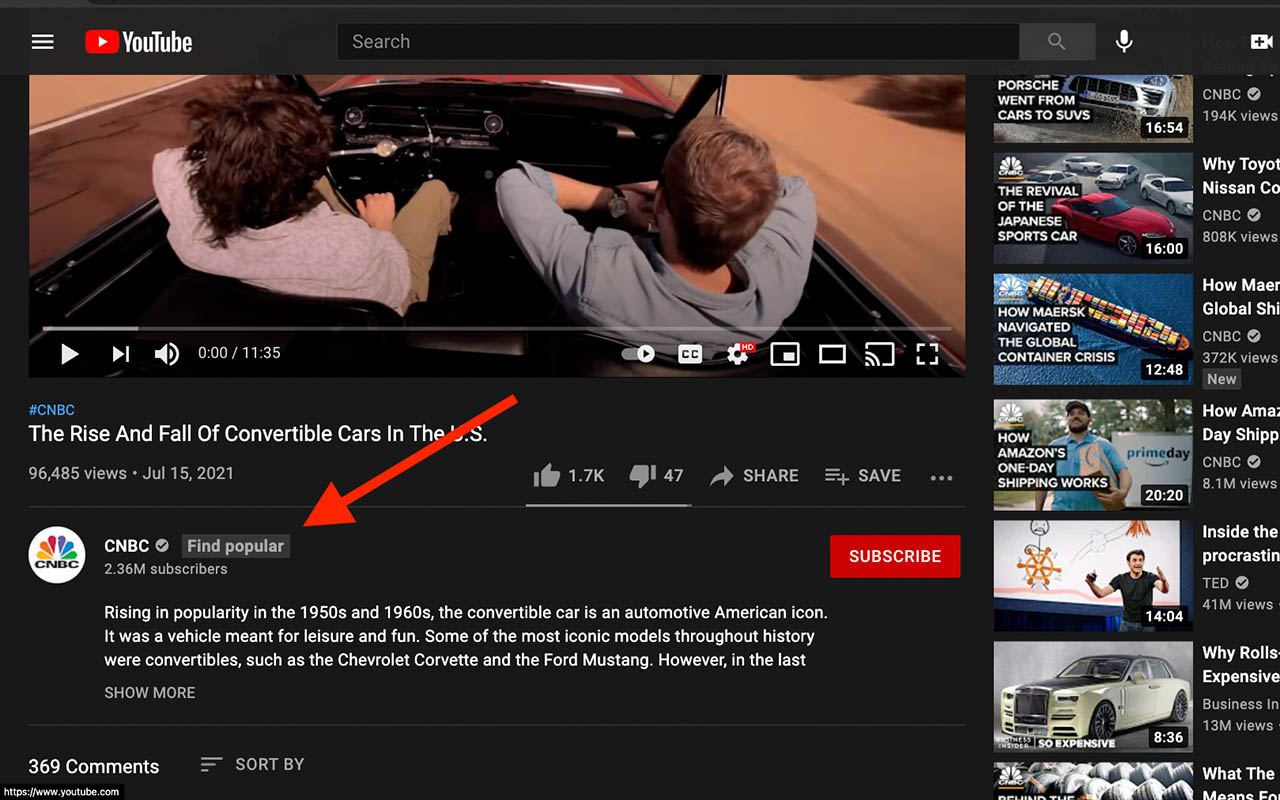 YouTube
Search
#CNBC
The Rise And Fall Of Convertible Cars In The U.S.
96,485 views • Jul 15, 2021
1.7K
47
SHARE
SAVE
0:00 / 11:35
CC
HD
CNBC
CNBC
Find popular
2.36M subscribers
SUBSCRIBE
Rising in popularity in the 1950s and 1960s, the convertible car is an automotive American icon.
It was a vehicle meant for leisure and fun. Some of the most iconic models throughout history
were convertibles, such as the Chevrolet Corvette and the Ford Mustang. However, in the last
SHOW MORE
369 Comments
SORT BY
https://www.youtube.com
PORSCHE
WENT FROM
CARS TO SUVS
16:54
CNBC
194K views
CNBC
THE REVIVAL
OF THE
JAPANESE
SPORTS CAR
16:00
Why Toyot
Nissan Co
CNBC
808K views
CNBC
HOW MAERSK
NAVIGATED
THE GLOBAL
CONTAINER CRISIS
12:48
How Maer
Global Shi
CNBC
372K views
New
CNBC
HOW
AMAZON'S
ONE-DAY
SHIPPING WORKS
primeday
20:20
How Amaz
Day Shipp
CNBC
8.1M views
14:04
Inside the
procrastin
TED
41M views
BUSINESS
INSIDER
SO EXPENSIVE
8:36
Why Rolls-
Expensive
Business In
13M views
CNBC
BEHIND THE
What The
Means For